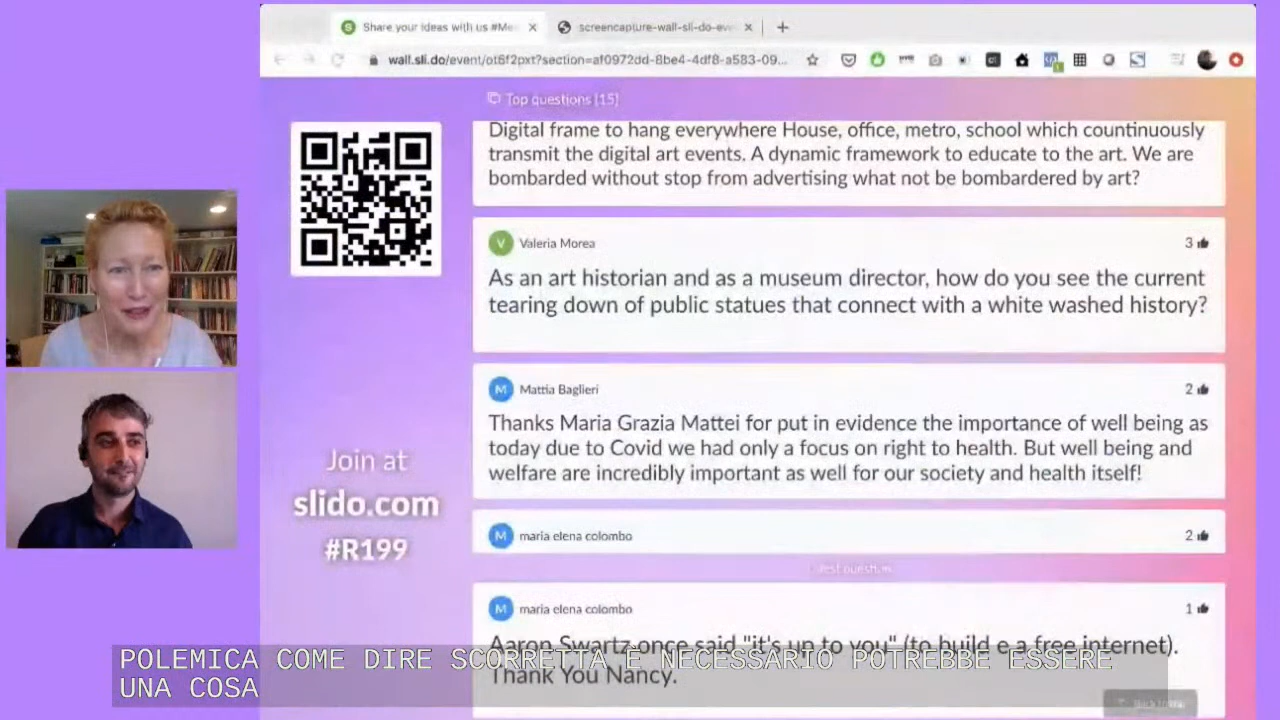 Share your ideas with us #Me
screencapture-wall-sli-do-ev
wall.sli.do/event/ot6f2pxt?section=af0972dd-8be4-4df8-a583-09...
Top questions (15)
Digital frame to hang everywhere House, office, metro, school which countinuously
transmit the digital art events. A dynamic framework to educate to the art. We are
bombarded without stop from advertising what not be bombardered by art?
V Valeria Morea 3
As an art historian and as a museum director, how do you see the current
tearing down of public statues that connect with a white washed history?
M Mattia Baglieri 2
Thanks Maria Grazia Mattei for put in evidence the importance of well being as
today due to Covid we had only a focus on right to health. But well being and
welfare are incredibly important as well for our society and health itself!
Join at
slido.com
#R199
M maria elena colombo 2
M maria elena colombo 1
Aaron Swartz once said "it's up to you" (to build e a free internet).
Thank You Nancy.
POLEMICA COME DIRE SCORRETTA E NECESSARIO POTREBBE ESSERE
UNA COSA